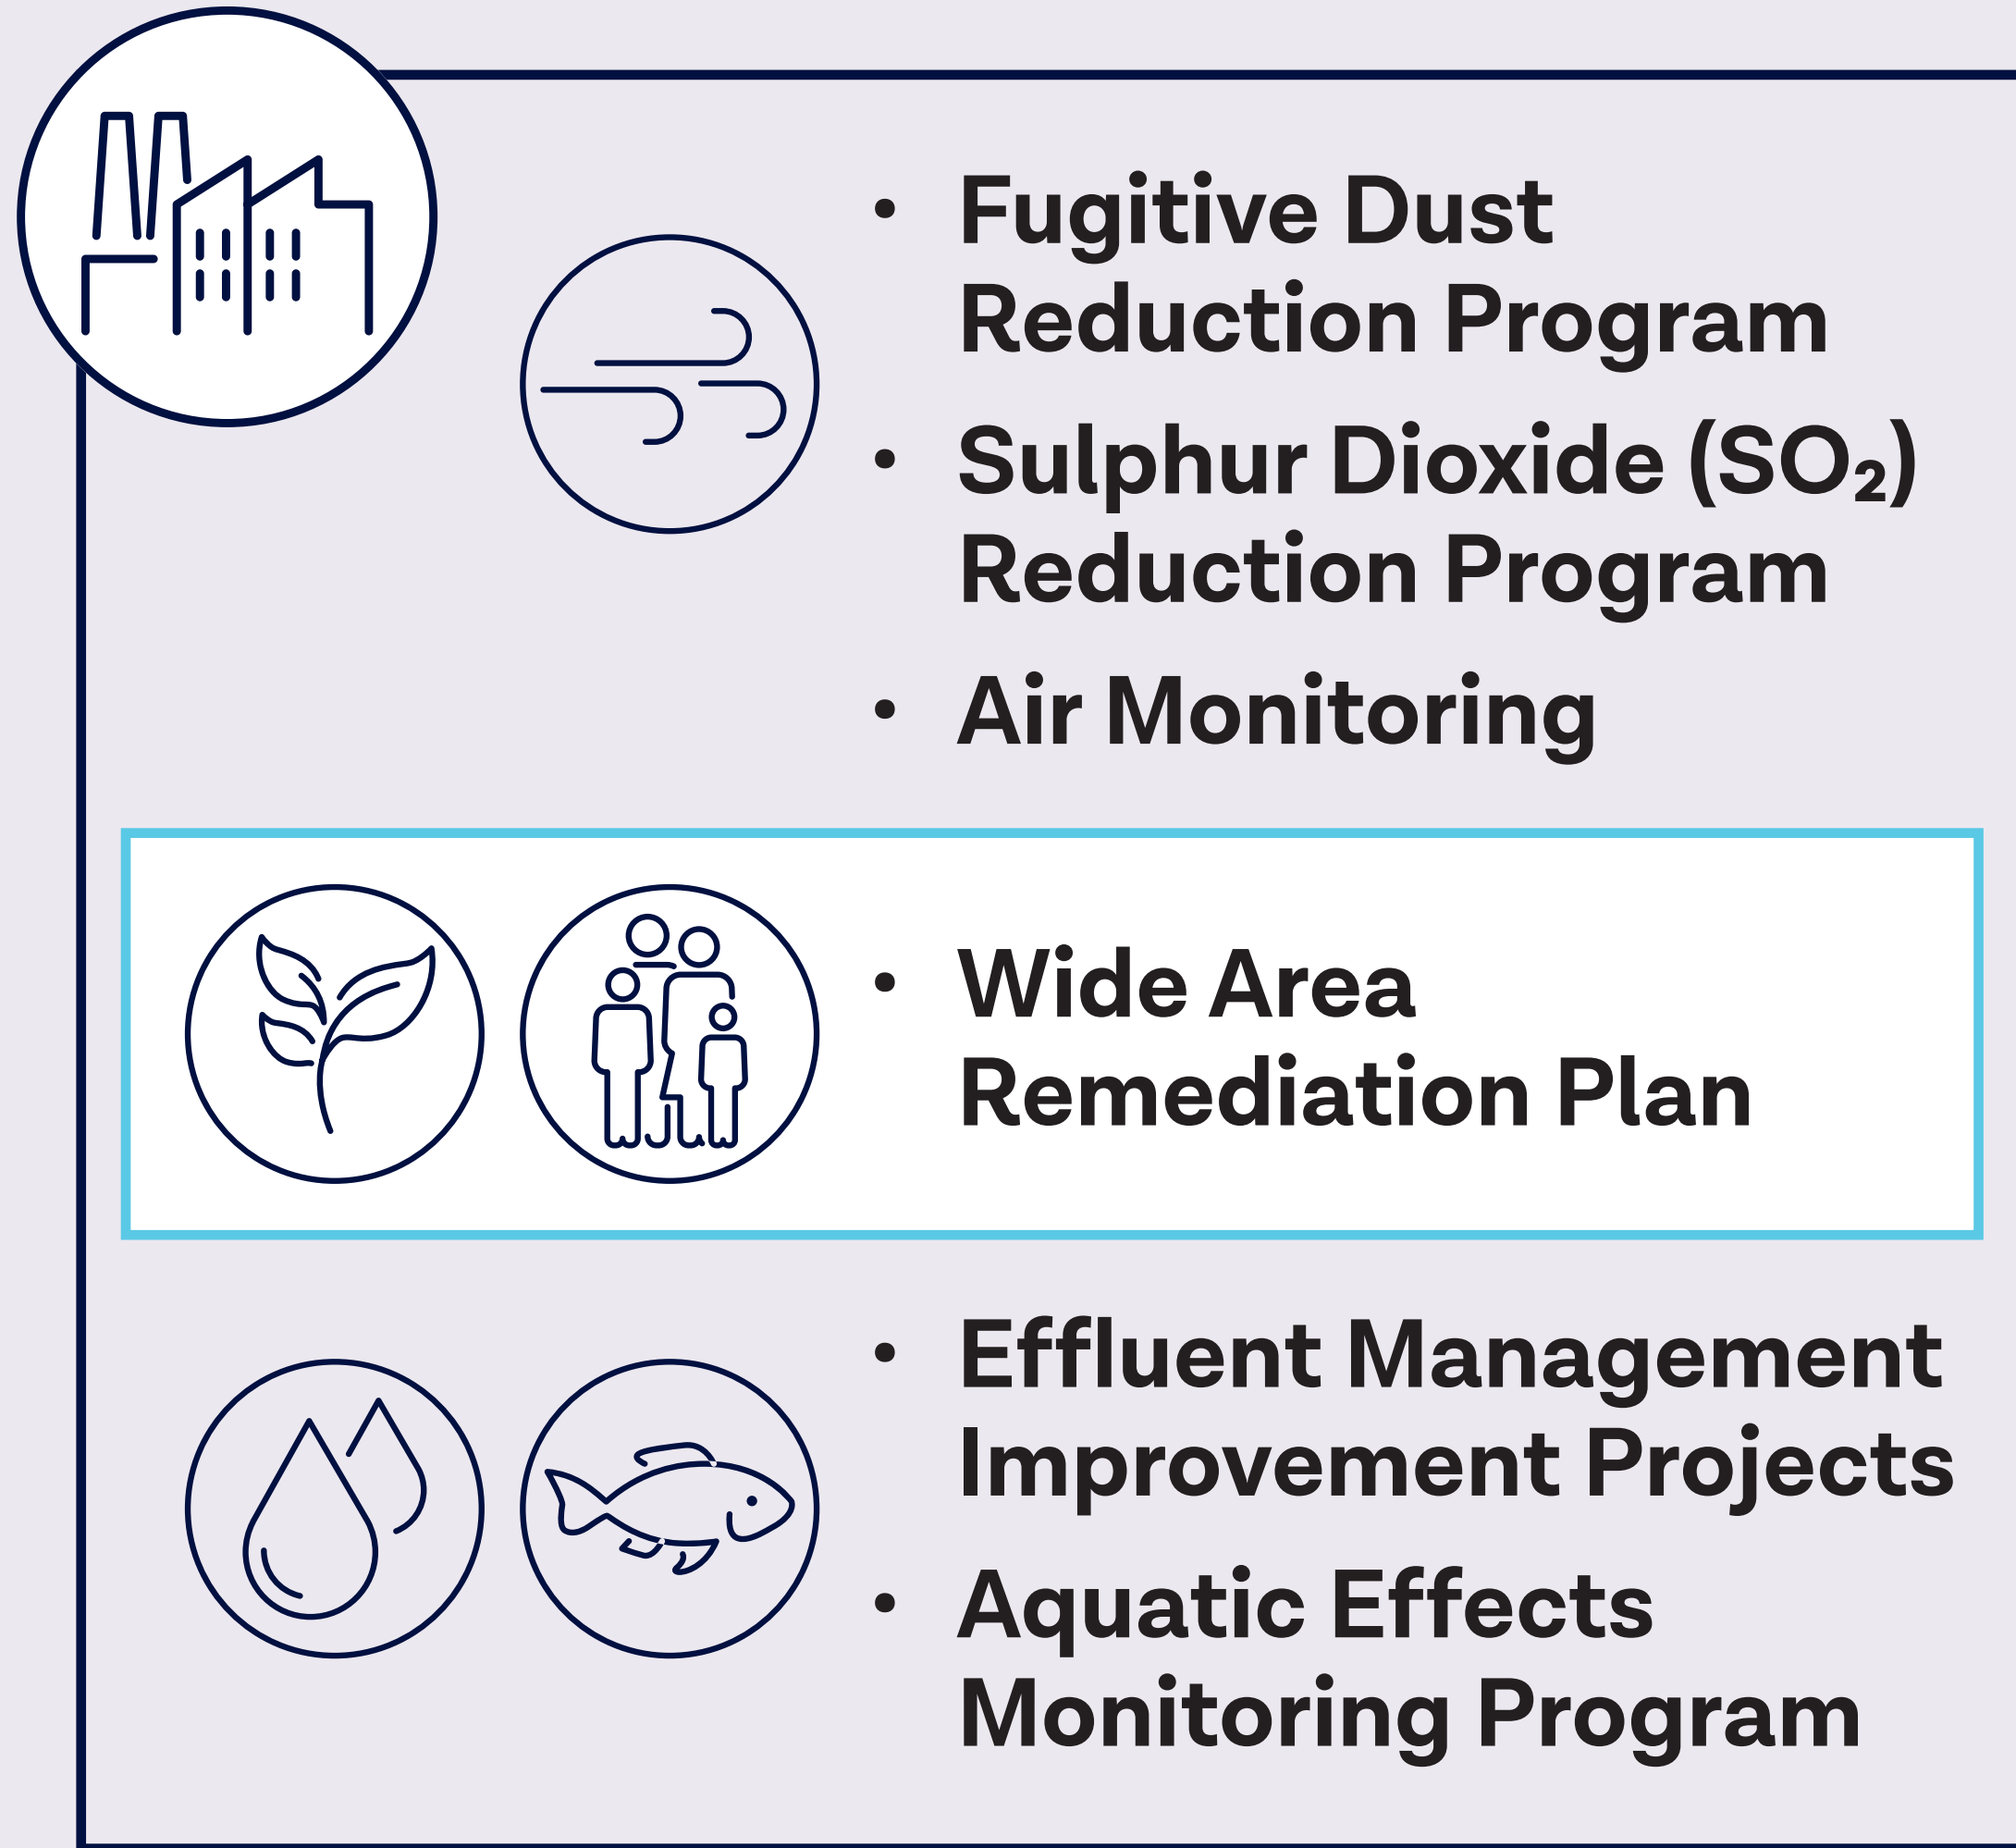 • Fugitive Dust
Reduction Program
• Sulphur Dioxide (SO₂)
Reduction Program
• Air Monitoring
• Wide Area
Remediation Plan
• Effluent Management
Improvement Projects
• Aquatic Effects
Monitoring Program